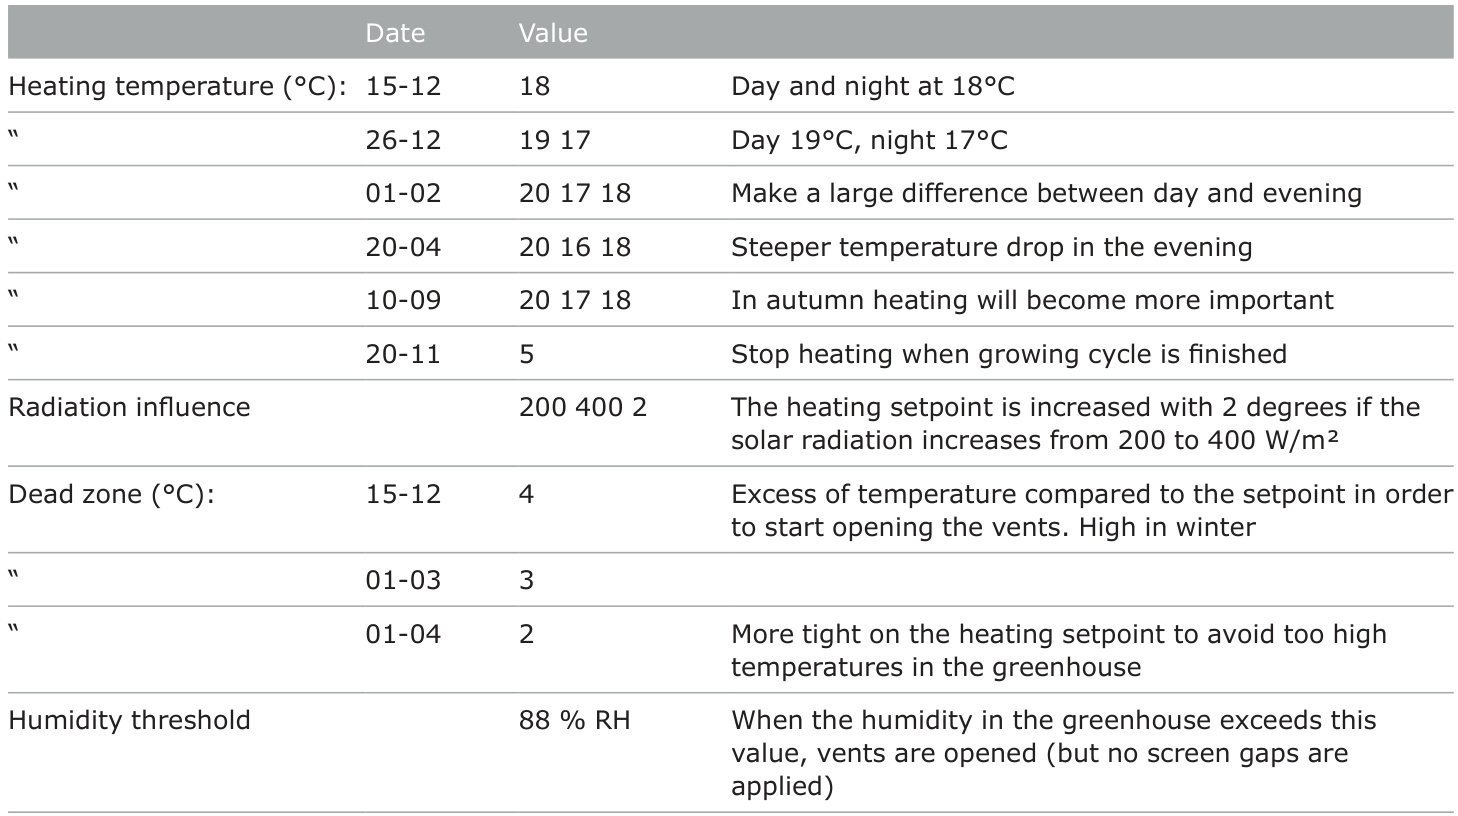 Date Value
Heating temperature (°C): 15-12 18 Day and night at 18°C
“ 26-12 19 17 Day 19°C, night 17°C
“ 01-02 20 17 18 Make a large difference between day and evening
“ 20-04 20 16 18 Steeper temperature drop in the evening
“ 10-09 20 17 18 In autumn heating will become more important
“ 20-11 5 Stop heating when growing cycle is finished
Radiation influence 200 400 2 The heating setpoint is increased with 2 degrees if the
solar radiation increases from 200 to 400 W/m²
Dead zone (°C): 15-12 4 Excess of temperature compared to the setpoint in order
to start opening the vents. High in winter
“ 01-03 3
“ 01-04 2 More tight on the heating setpoint to avoid too high
temperatures in the greenhouse
Humidity threshold 88 % RH When the humidity in the greenhouse exceeds this
value, vents are opened (but no screen gaps are
applied)